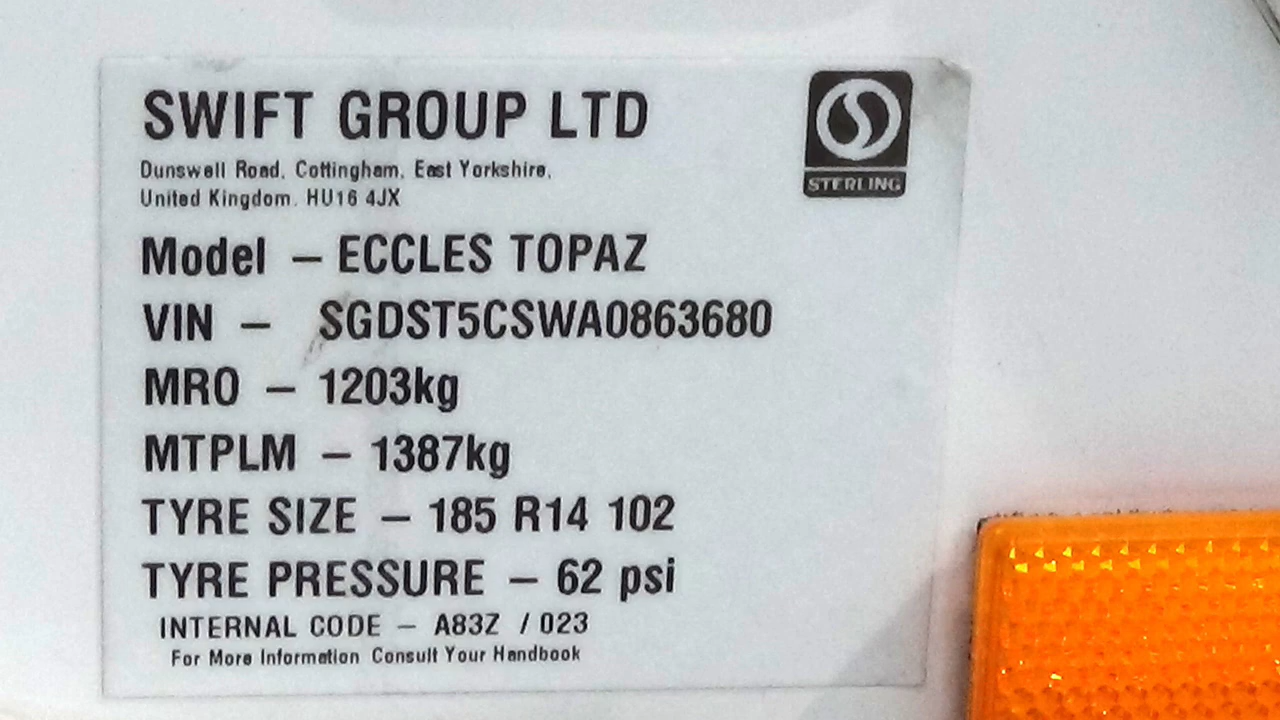 SWIFT GROUP LTD
Dunswell Road, Cottingham, East Yorkshire,
United Kingdom. HU16 4JX
STERLING
Model – ECCLES TOPAZ
VIN – SGDST5CSWA0863680
MRO – 1203kg
MTPLM – 1387kg
TYRE SIZE – 185 R14 102
TYRE PRESSURE – 62 psi
INTERNAL CODE – A83Z / 023
For More Information Consult Your Handbook